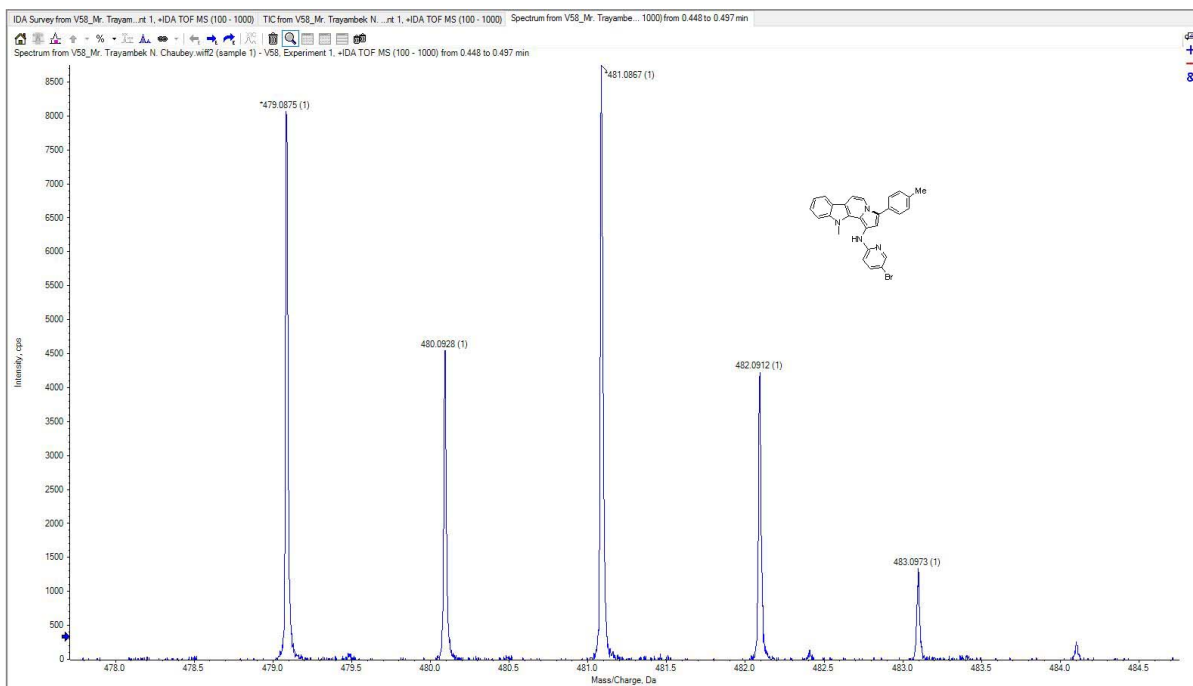 IDA Survey from V58_Mr. Trayam...nt 1, +IDA TOF MS (100 - 1000)
TIC from V58_Mr. Trayambek N. ...nt 1, +IDA TOF MS (100 - 1000)
Spectrum from V58_Mr. Trayambe... 1000) from 0.448 to 0.497 min
%
Spectrum from V58_Mr. Trayambek N. Chaubey.wiff2 (sample 1) - V58, Experiment 1, +IDA TOF MS (100 - 1000) from 0.448 to 0.497 min
Intensity, cps
8500
8000
7500
7000
6500
6000
5500
5000
4500
4000
3500
3000
2500
2000
1500
1000
500
0
479.0875 (1)
480.0928 (1)
481.0867 (1)
482.0912 (1)
483.0973 (1)
Me
N
N
HN
N
Br
478.0 478.5 479.0 479.5 480.0 480.5 481.0 481.5 482.0 482.5 483.0 483.5 484.0 484.5
Mass/Charge, Da